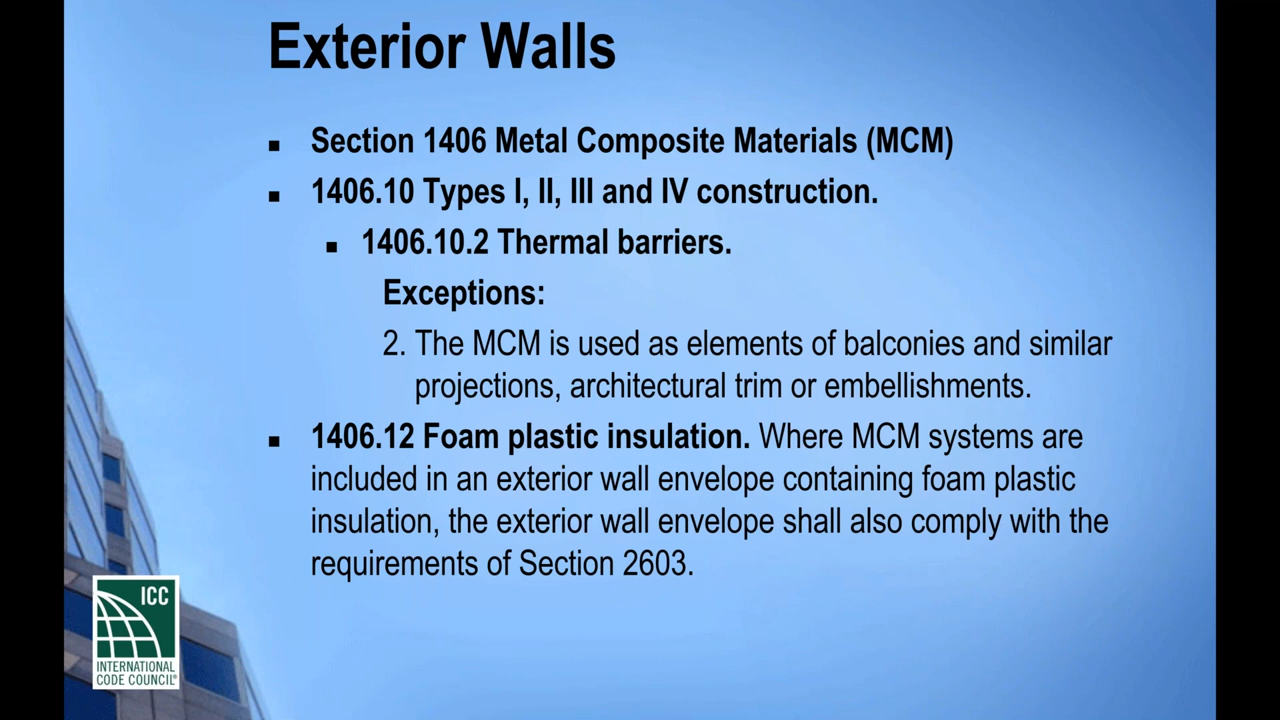 Exterior Walls
▪ Section 1406 Metal Composite Materials (MCM)
▪ 1406.10 Types I, II, III and IV construction.
▪ 1406.10.2 Thermal barriers.
Exceptions:
2. The MCM is used as elements of balconies and similar
projections, architectural trim or embellishments.
▪ 1406.12 Foam plastic insulation. Where MCM systems are
included in an exterior wall envelope containing foam plastic
insulation, the exterior wall envelope shall also comply with the
requirements of Section 2603.
ICC
INTERNATIONAL
CODE COUNCIL®